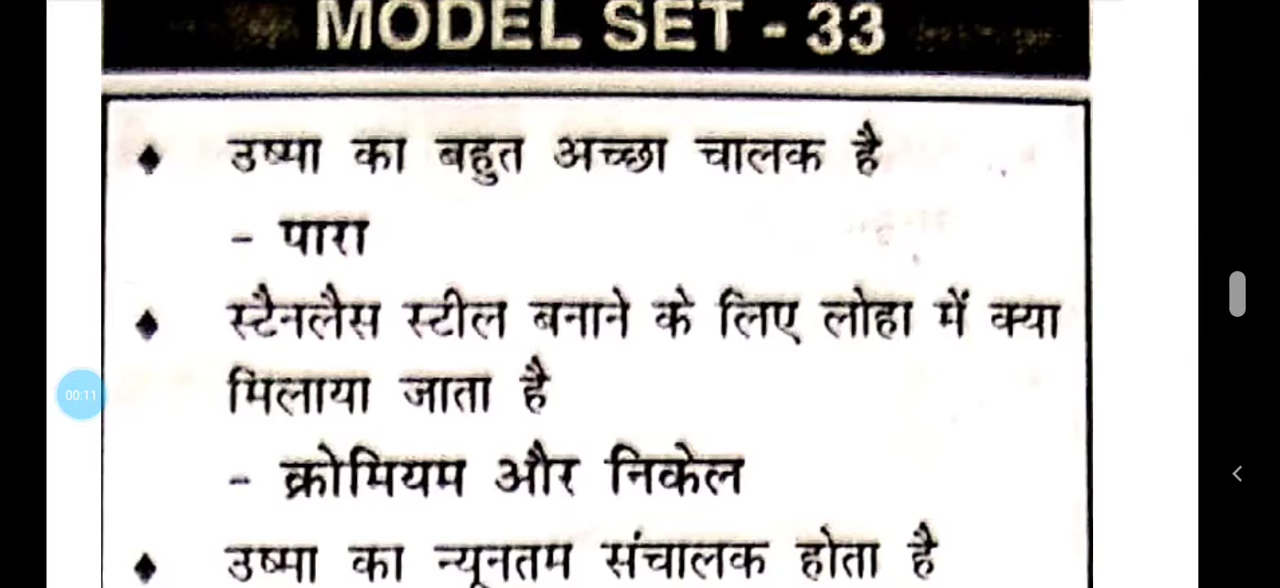 MODEL SET - 33
♦ उष्मा का बहुत अच्छा चालक है
- पारा
♦ स्टैनलैस स्टील बनाने के लिए लोहा में क्या
मिलाया जाता है
- क्रोमियम और निकेल
00:11
♦ उष्मा का न्यूनतम संचालक होता है